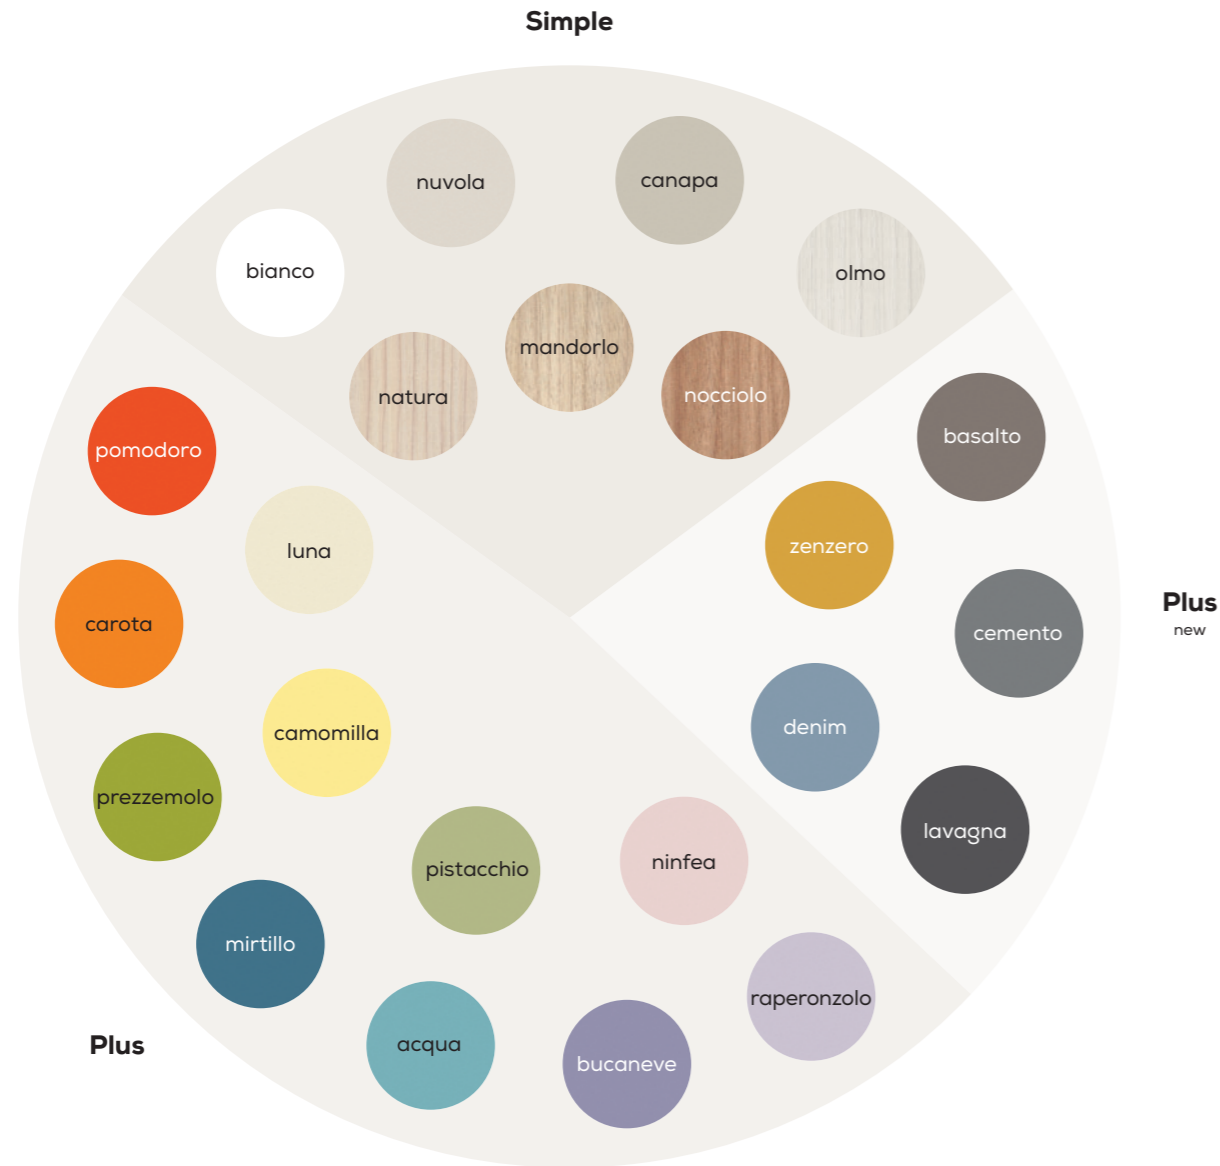 Simple
nuvola
canapa
bianco
olmo
mandorlo
natura
nocciolo
pomodoro
basalto
luna
zenzero
carota
Plus
new
cemento
camomilla
denim
prezzemolo
lavagna
pistacchio
ninfea
mirtillo
raperonzolo
Plus
acqua
bucaneve